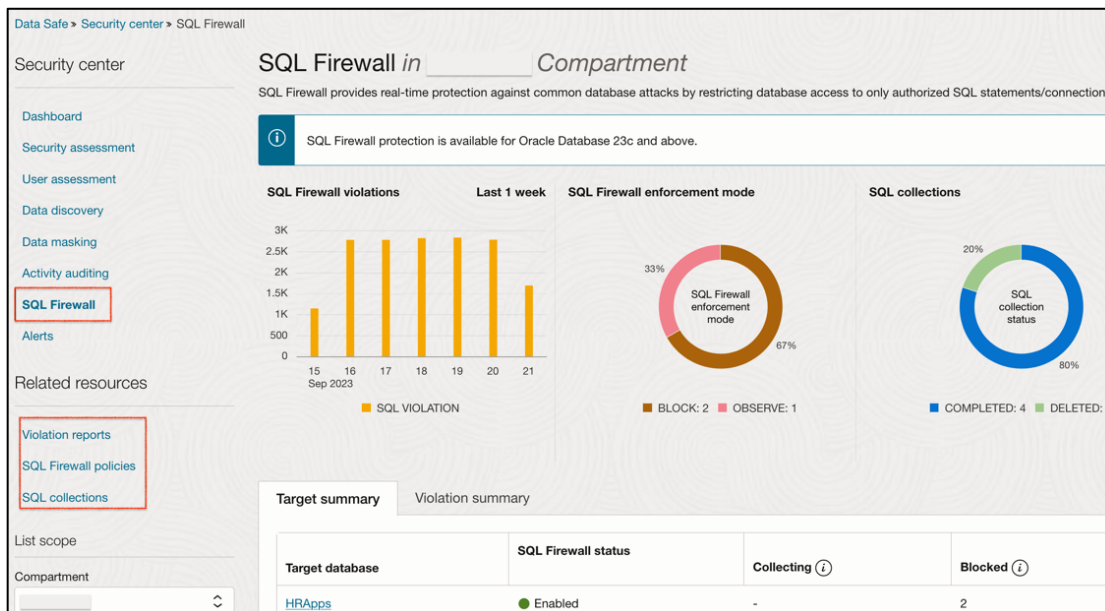 Data Safe » Security center » SQL Firewall
Security center
Dashboard
Security assessment
User assessment
Data discovery
Data masking
Activity auditing
SQL Firewall
Alerts
Related resources
Violation reports
SQL Firewall policies
SQL collections
List scope
Compartment
SQL Firewall in Compartment
SQL Firewall provides real-time protection against common database attacks by restricting database access to only authorized SQL statements/connection
SQL Firewall protection is available for Oracle Database 23c and above.
SQL Firewall violations Last 1 week
3K
2.5K
2K
1.5K
1K
500
0
15 16 17 18 19 20 21
Sep 2023
SQL VIOLATION
SQL Firewall enforcement mode
33%
SQL Firewall
enforcement
mode
67%
BLOCK: 2 OBSERVE: 1
SQL collections
20%
SQL
collection
status
80%
COMPLETED: 4 DELETED:
Target summary Violation summary
Target database SQL Firewall status Collecting Blocked
HRApps Enabled - 2